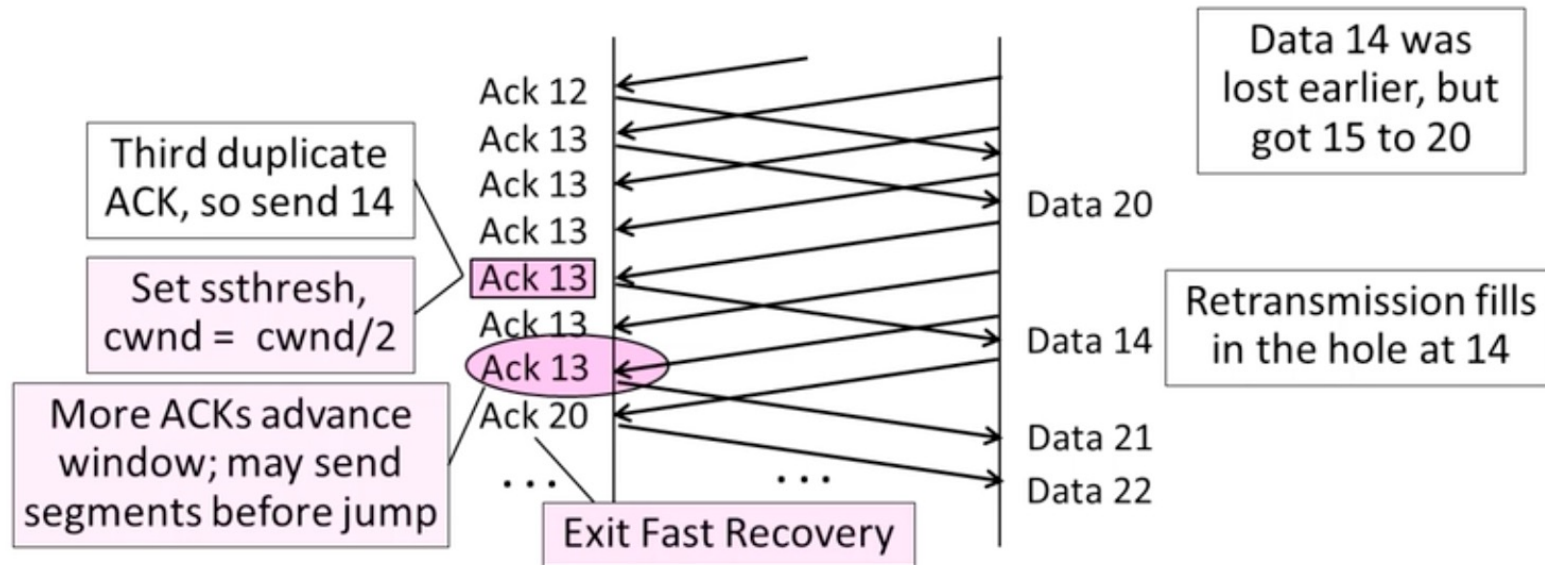 Data 14 was
lost earlier, but
got 15 to 20
Ack 12
Ack 13
Third duplicate
ACK, so send 14
Ack 13
Ack 13
Data 20
Set ssthresh,
cwnd = cwnd/2
Ack 13
Ack 13
Data 14
Retransmission fills
in the hole at 14
Ack 13
More ACKs advance
window; may send
segments before jump
Ack 20
Data 21
Data 22
...
...
Exit Fast Recovery